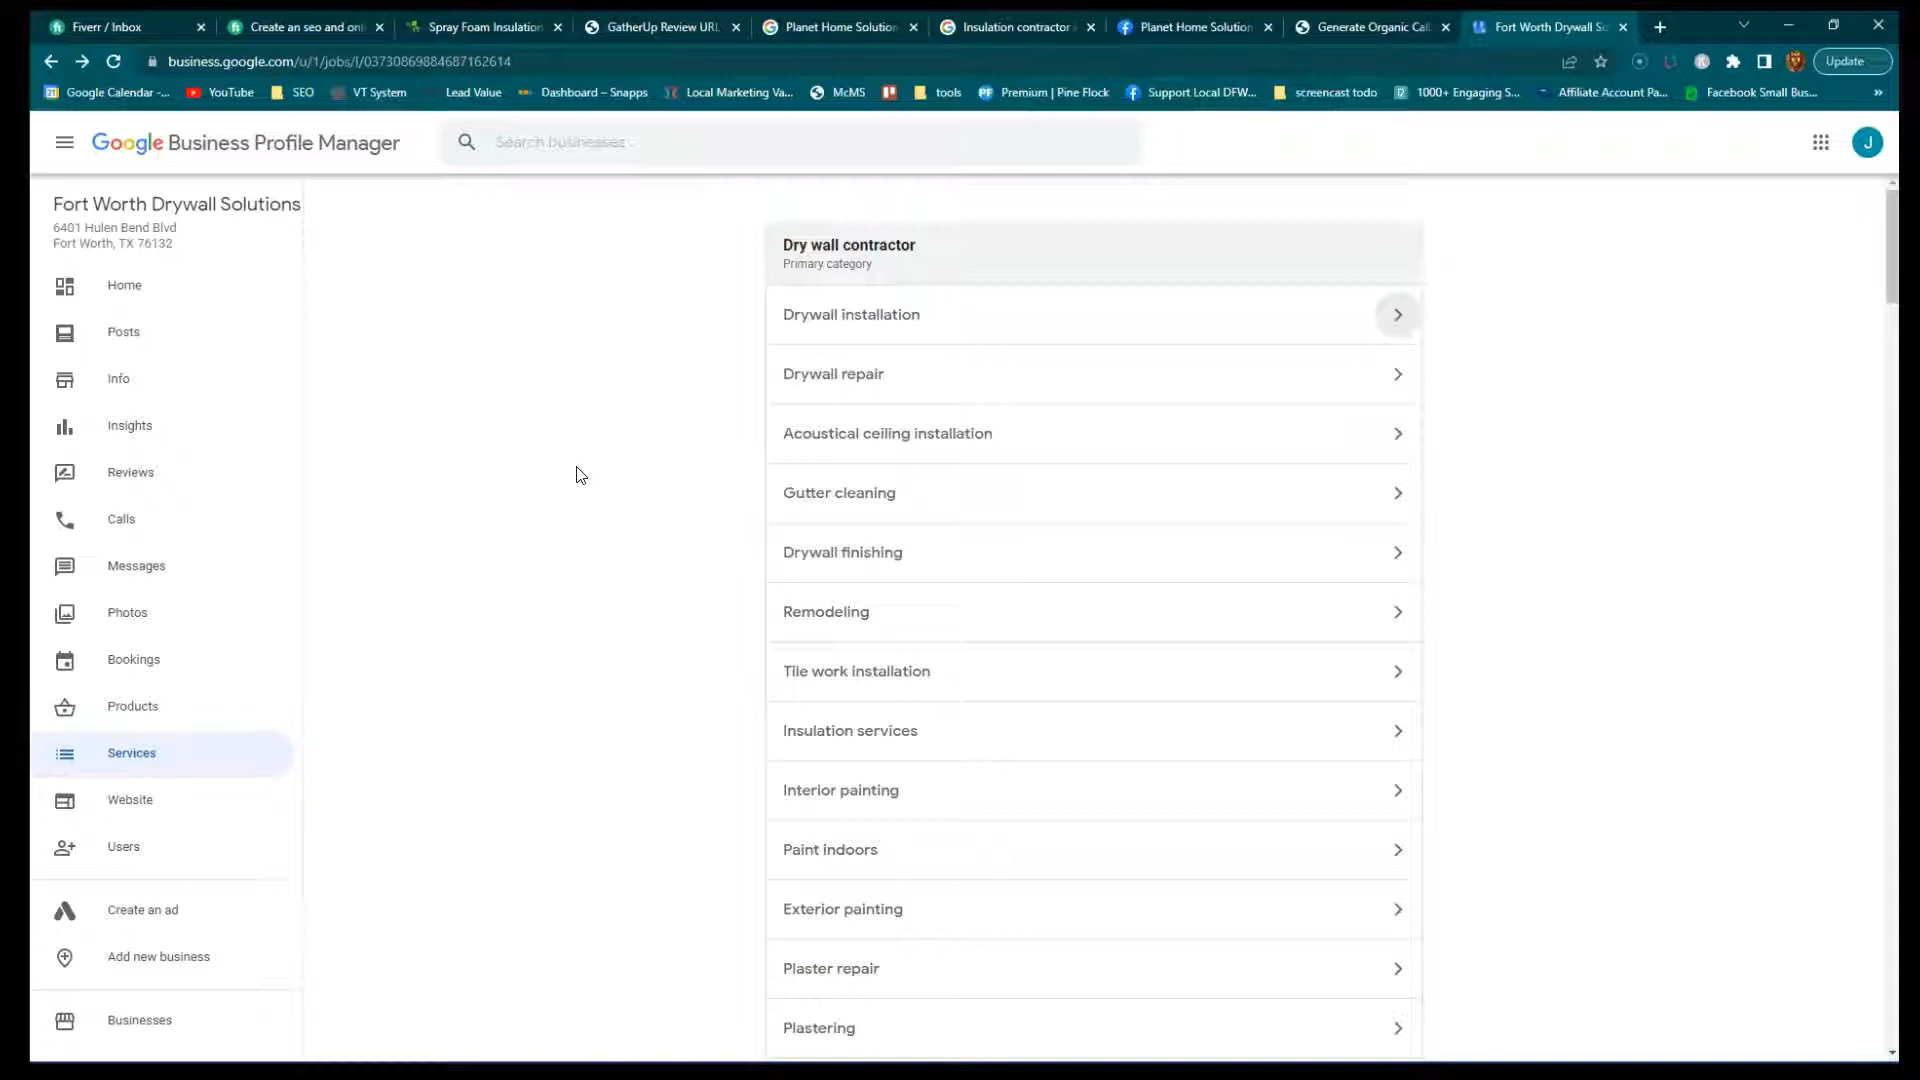 Fiverr / Inbox
Create an seo and onl
Spray Foam Insulation
GatherUp Review URL
Planet Home Solution
Insulation contractor
Planet Home Solution
Generate Organic Cal
Fort Worth Drywall So
business.google.com/u/1/jobs/l/03730869884687162614
Update
Google Calendar -...
YouTube
SEO
VT System
Lead Value
Dashboard – Snapps
Local Marketing Va...
McMS
tools
Premium | Pine Flock
Support Local DFW...
screencast todo
1000+ Engaging S...
Affiliate Account Pa...
Facebook Small Bus...
»
Google Business Profile Manager
Search businesses
J
Fort Worth Drywall Solutions
6401 Hulen Bend Blvd
Fort Worth, TX 76132
Home
Posts
Info
Insights
Reviews
Calls
Messages
Photos
Bookings
Products
Services
Website
Users
Create an ad
Add new business
Businesses
Dry wall contractor
Primary category
Drywall installation
Drywall repair
Acoustical ceiling installation
Gutter cleaning
Drywall finishing
Remodeling
Tile work installation
Insulation services
Interior painting
Paint indoors
Exterior painting
Plaster repair
Plastering